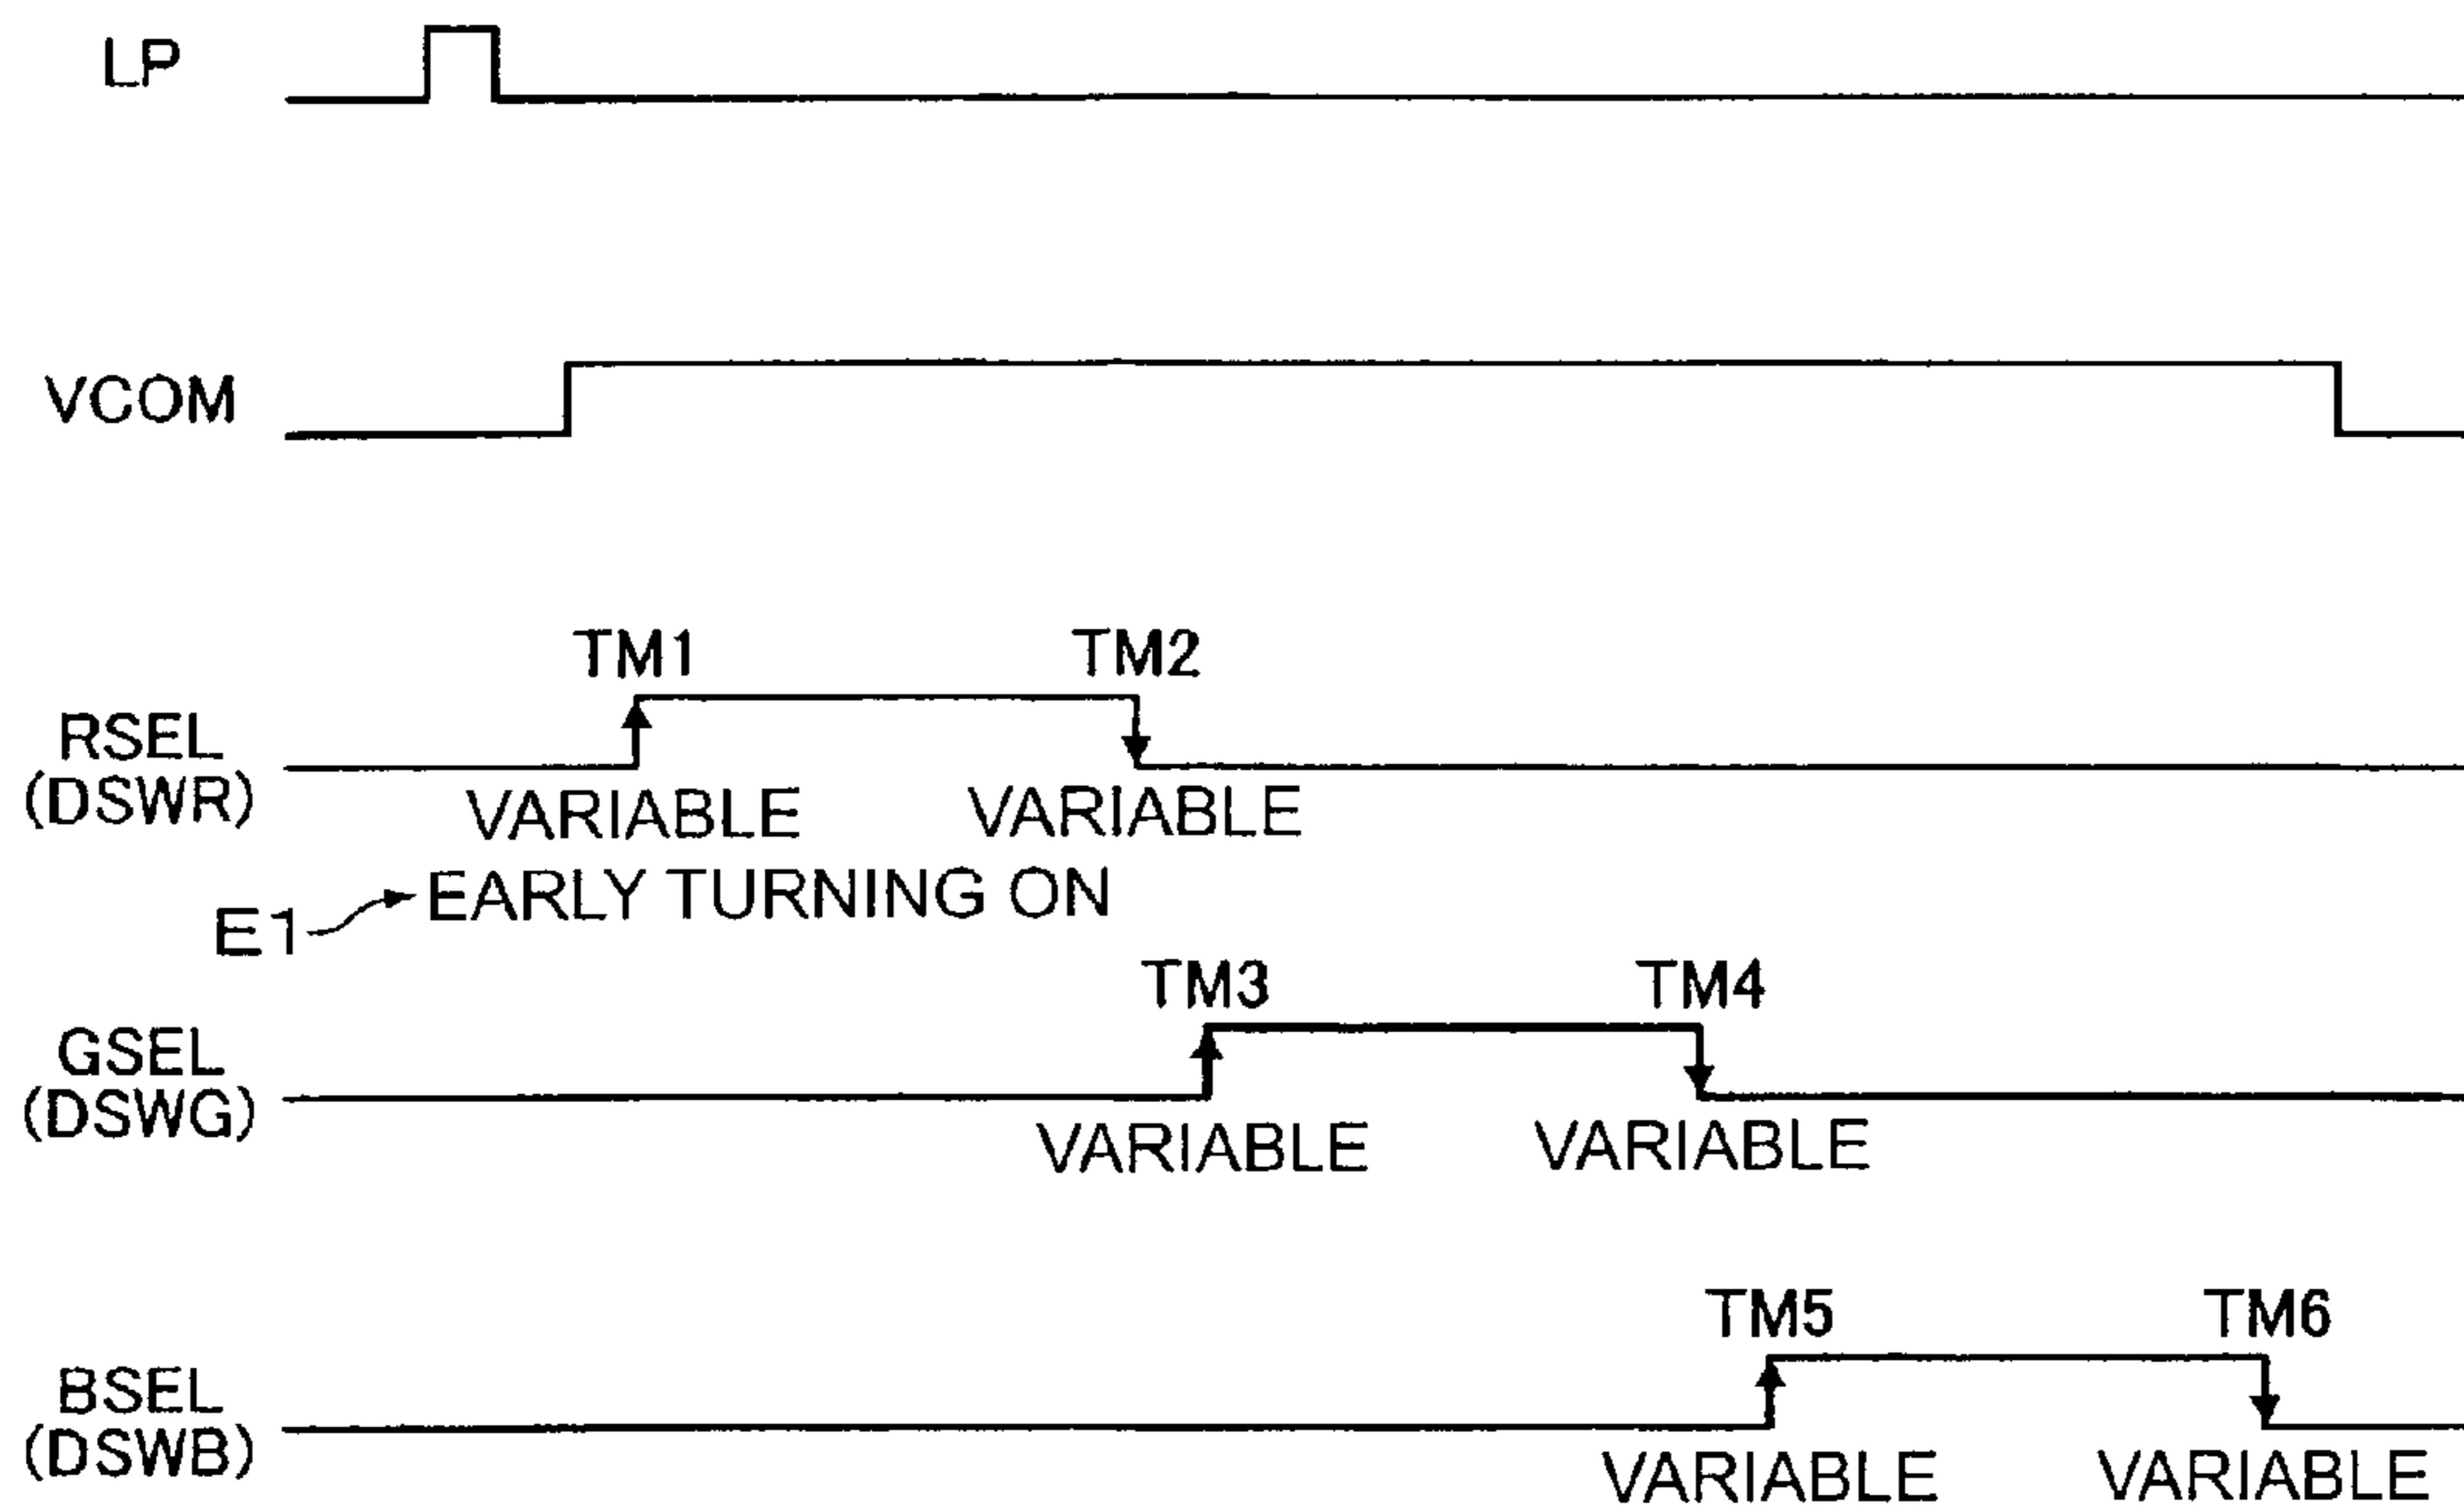 LP
VCOM
TM1 TM2
RSEL
(DSWR)
VARIABLE VARIABLE
E1 EARLY TURNING ON
TM3 TM4
GSEL
(DSWG)
VARIABLE VARIABLE
TM5 TM6
BSEL
(DSWB)
VARIABLE VARIABLE